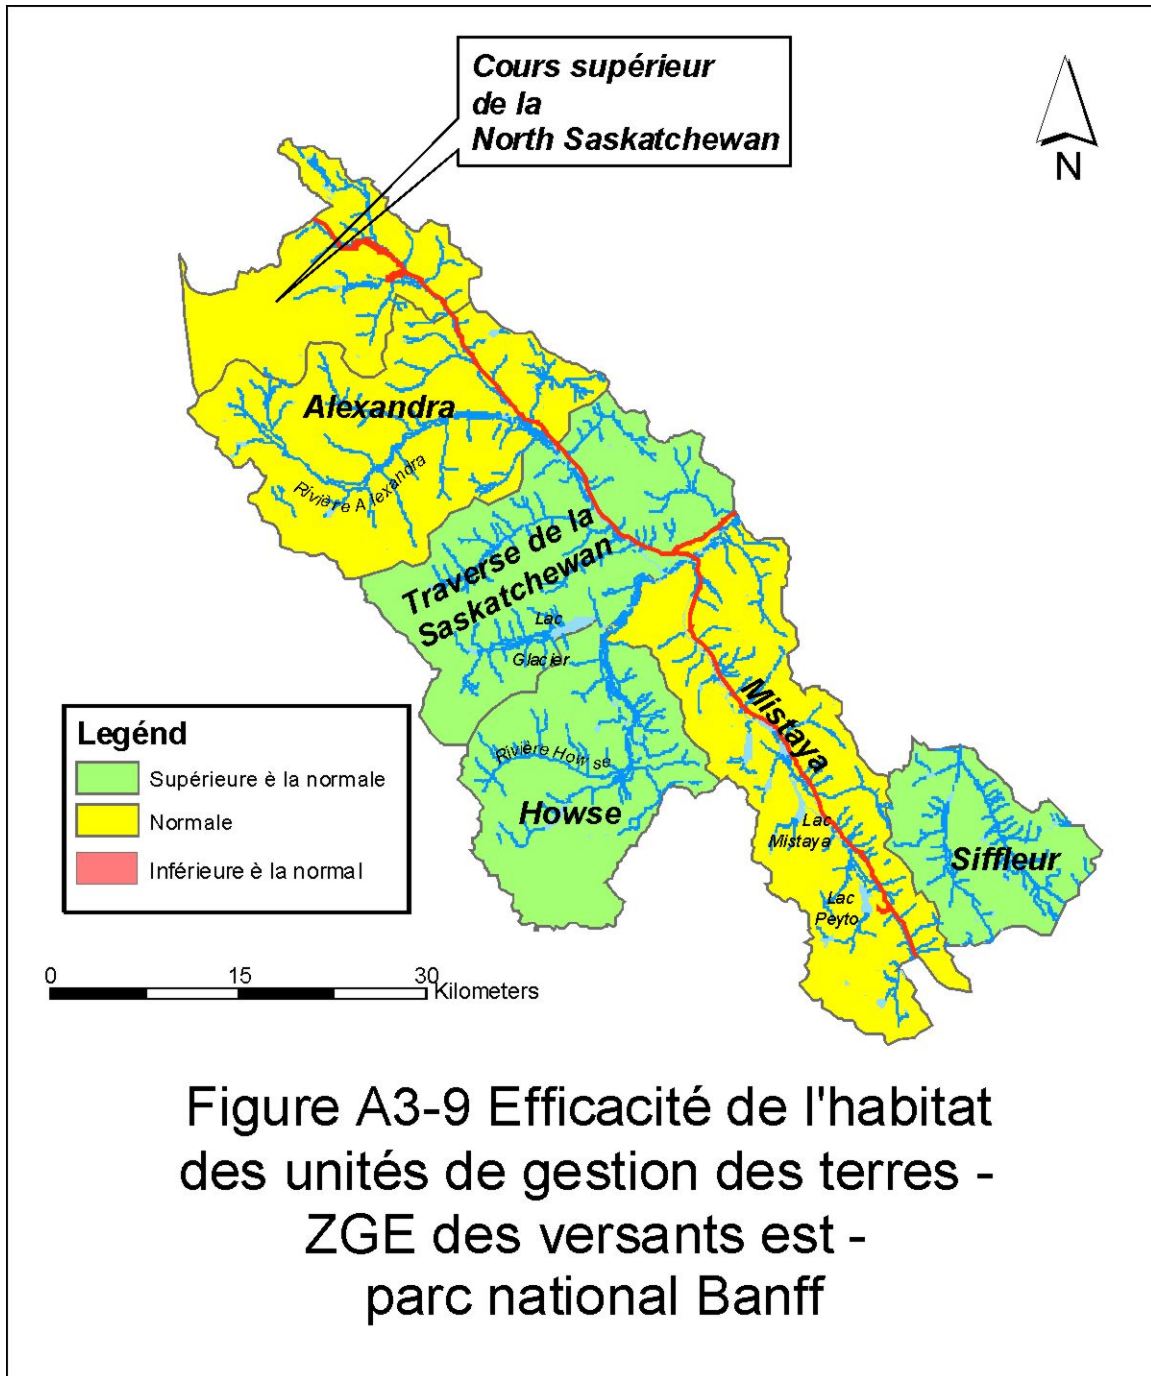 Cours supérieur
de la
North Saskatchewan
N
Alexandra
Rivière Alexandra
Traverse de la
Saskatchewan
Lac
Glacier
Mistaya
Legénd
Supérieure è la normale
Normale
Inférieure è la normal
Rivière Howse
Howse
Lac
Mistaya
Siffleur
Lac
Peyto
0 15 30
Kilometers
Figure A3-9 Efficacité de l'habitat
des unités de gestion des terres -
ZGE des versants est -
parc national Banff